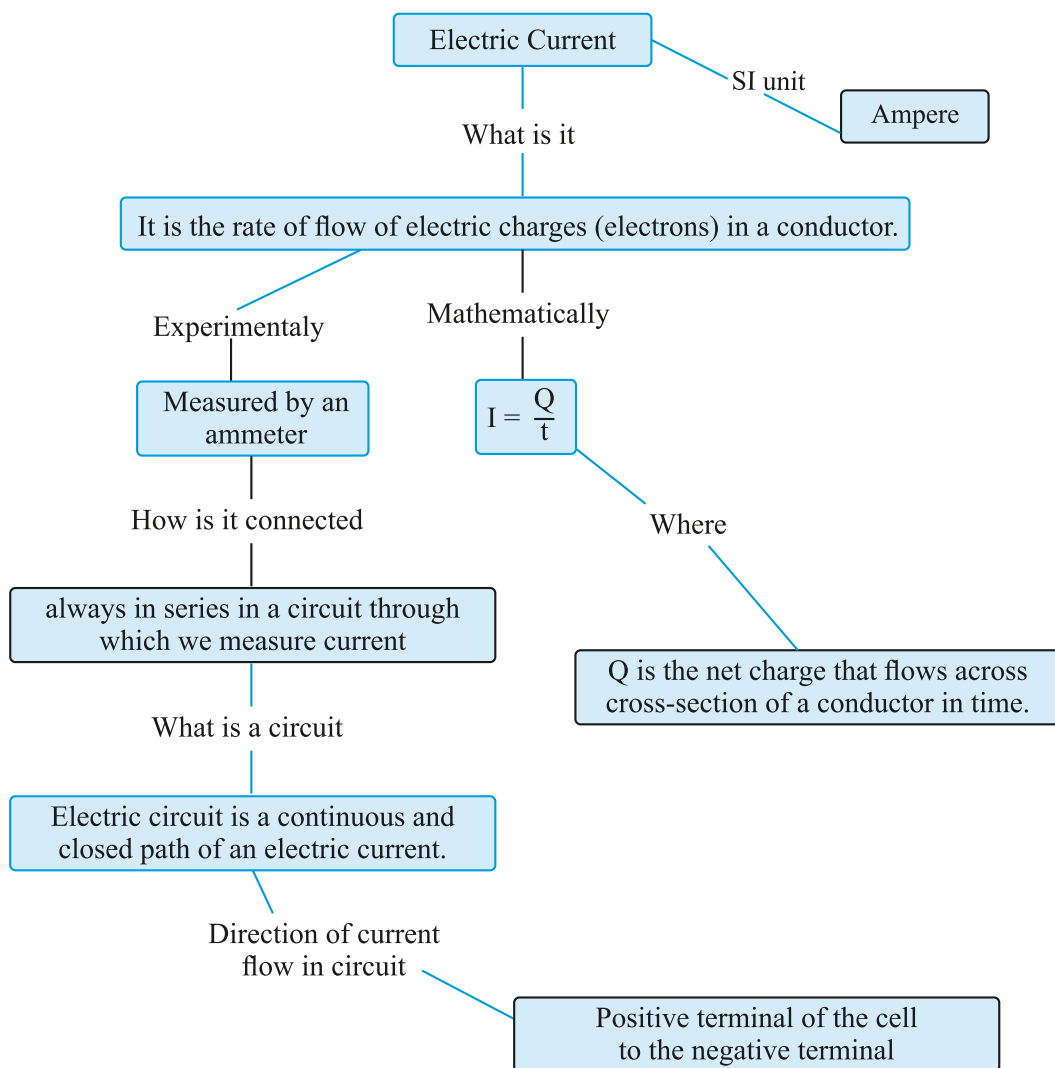 Electric Current
SI unit
Ampere
What is it
It is the rate of flow of electric charges (electrons) in a conductor.
Experimentaly
Mathematically
Measured by an
ammeter
I = Q/t
How is it connected
Where
always in series in a circuit through
which we measure current
Q is the net charge that flows across
cross-section of a conductor in time.
What is a circuit
Electric circuit is a continuous and
closed path of an electric current.
Direction of current
flow in circuit
Positive terminal of the cell
to the negative terminal